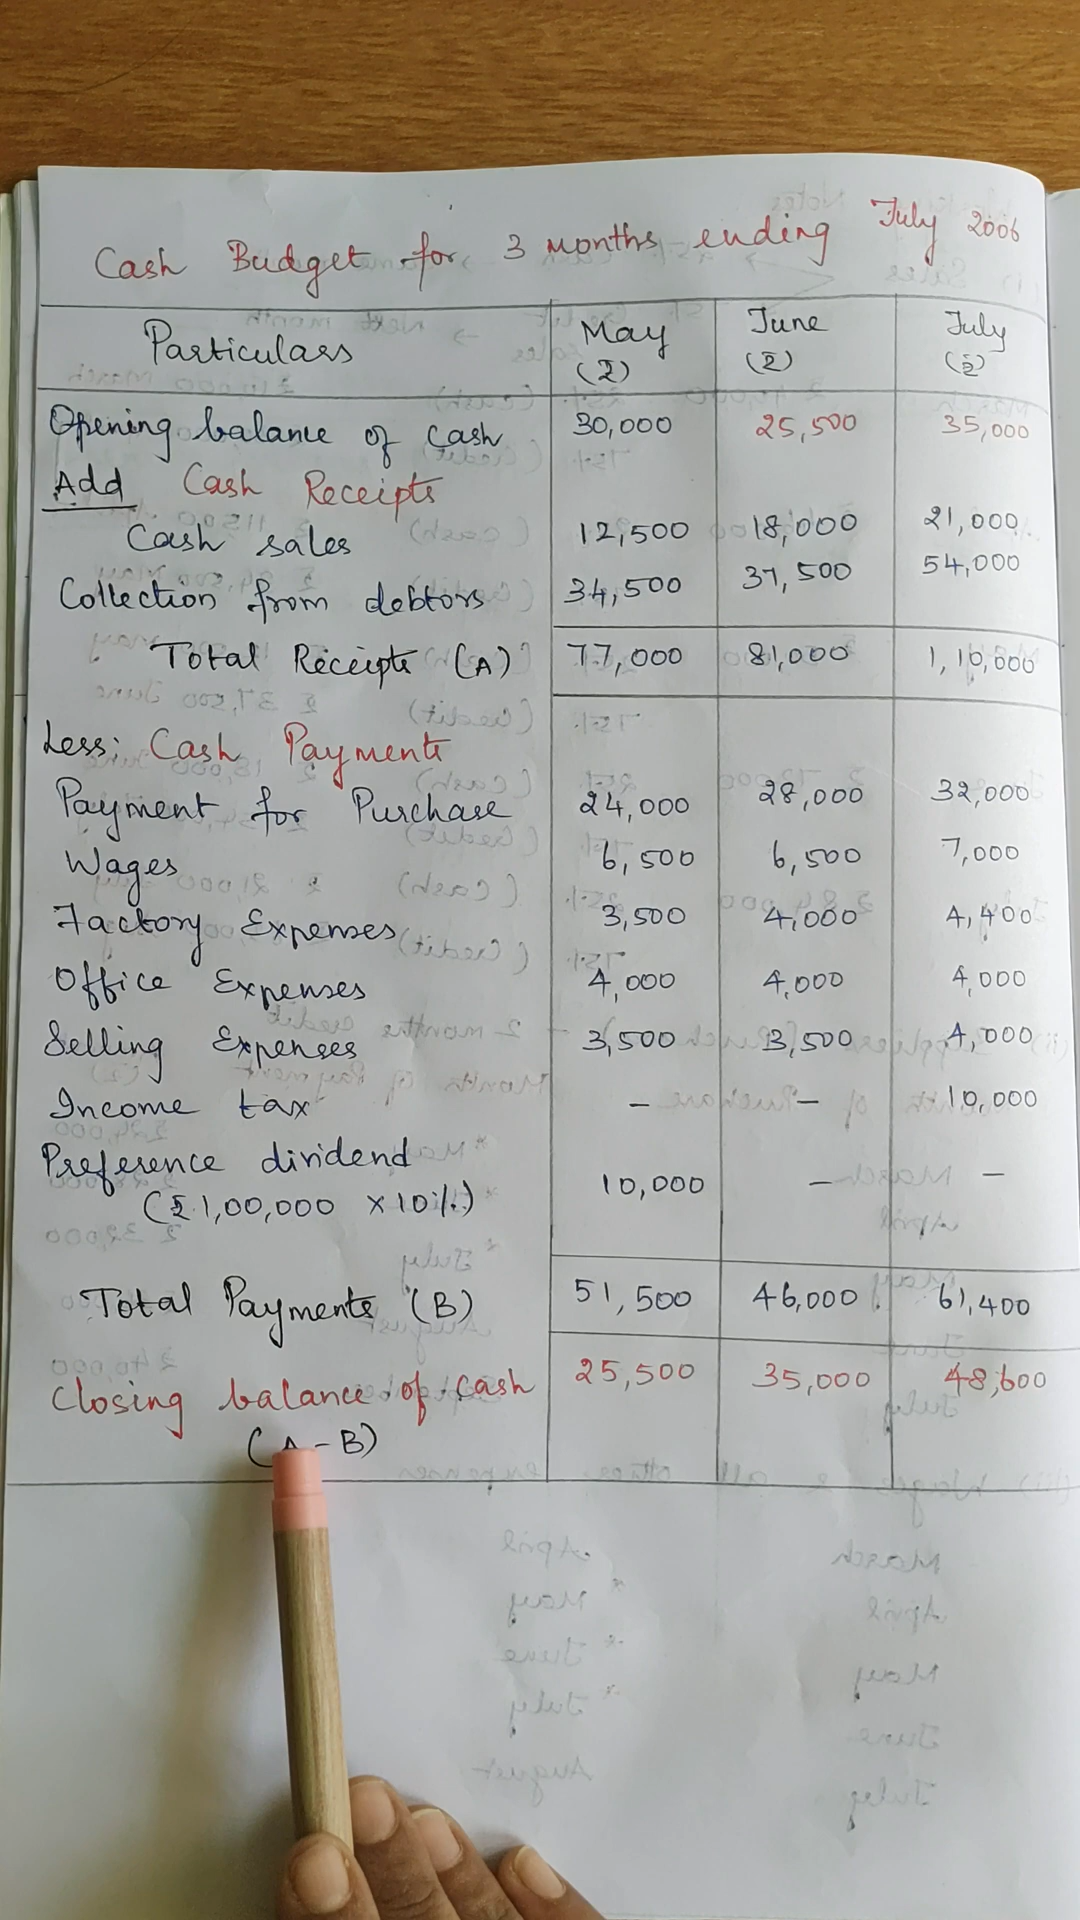 Cash Budget for 3 months ending July 2006
Particulars May (₹) June (₹) July (₹)
Opening balance of cash 30,000 25,500 35,000
Add Cash Receipts
Cash sales 12,500 18,000 21,000
Collection from debtors 34,500 37,500 54,000
Total Receipts (A) 77,000 81,000 1,10,000
Less: Cash Payments
Payment for Purchase 24,000 28,000 32,000
Wages 6,500 6,500 7,000
Factory Expenses 3,500 4,000 4,400
Office Expenses 4,000 4,000 4,000
Selling Expenses 3,500 3,500 4,000
Income tax – – 10,000
Preference dividend
(₹ 1,00,000 × 10%) 10,000 – –
Total Payments (B) 51,500 46,000 61,400
Closing balance of cash 25,500 35,000 48,600
(A – B)